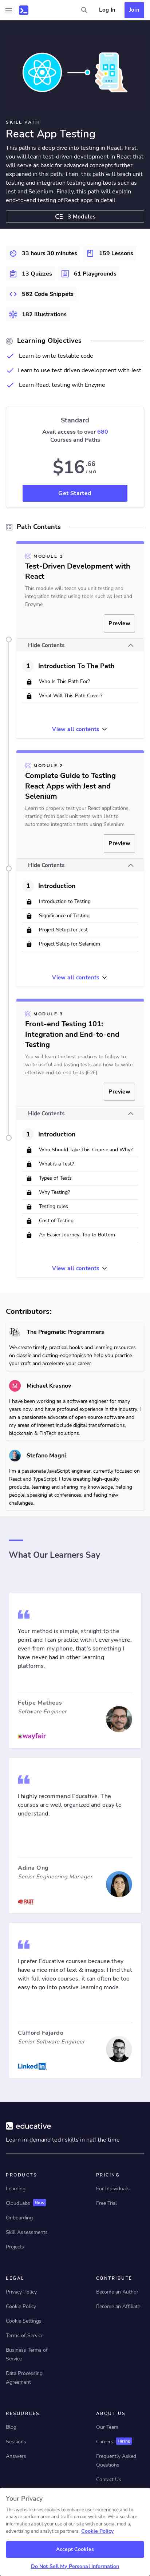 Log In
Join
SKILL PATH
React App Testing
This path is a deep dive into testing in React. First,
you will learn test-driven development in React that
will serve as hands-on for advanced concepts further
explained in this path. Then, this path will teach unit
testing and integration testing using tools such as
Jest and Selenium. Finally, this path will explain
end-to-end testing of React apps in detail.
3 Modules
33 hours 30 minutes
159 Lessons
13 Quizzes
61 Playgrounds
562 Code Snippets
182 Illustrations
Learning Objectives
Learn to write testable code
Learn to use test driven development with Jest
Learn React testing with Enzyme
Standard
Avail access to over 680
Courses and Paths
$16.66
/MO
Get Started
Path Contents
MODULE 1
Test-Driven Development with
React
This module will teach you unit testing and
integration testing using tools such as Jest and
Enzyme.
Preview
Hide Contents
1 Introduction To The Path
Who Is This Path For?
What Will This Path Cover?
View all contents
MODULE 2
Complete Guide to Testing
React Apps with Jest and
Selenium
Learn to properly test your React applications,
starting from basic unit tests with Jest to
automated integration tests using Selenium.
Preview
Hide Contents
1 Introduction
Introduction to Testing
Significance of Testing
Project Setup for Jest
Project Setup for Selenium
View all contents
MODULE 3
Front-end Testing 101:
Integration and End-to-end
Testing
You will learn the best practices to follow to
write useful and lasting tests and how to write
effective end-to-end tests (E2E).
Preview
Hide Contents
1 Introduction
Who Should Take This Course and Why?
What is a Test?
Types of Tests
Why Testing?
Testing rules
Cost of Testing
An Easier Journey: Top to Bottom
View all contents
Contributors:
The Pragmatic Programmers
We create timely, practical books and learning resources
on classic and cutting-edge topics to help you practice
your craft and accelerate your career.
M
Michael Krasnov
I have been working as a software engineer for many
years now, and have profound experience in industry. I
am a passionate advocate of open source software and
my areas of interest include digital transformations,
blockchain & FinTech solutions.
Stefano Magni
I'm a passionate JavaScript engineer, currently focused on
React and TypeScript. I love creating high-quality
products, learning and sharing my knowledge, helping
people, speaking at conferences, and facing new
challenges.
What Our Learners Say
Your method is simple, straight to the
point and I can practice with it everywhere,
even from my phone, that's something I
have never had in other learning
platforms.
Felipe Matheus
Software Engineer
wayfair
I highly recommend Educative. The
courses are well organized and easy to
understand.
Adina Ong
Senior Engineering Manager
I prefer Educative courses because they
have a nice mix of text & images. I find that
with full video courses, it can often be too
easy to go into passive learning mode.
Clifford Fajardo
Senior Software Engineer
Linkedin
educative
Learn in-demand tech skills in half the time
PRODUCTS
Learning
CloudLabs New
Onboarding
Skill Assessments
Projects
PRICING
For Individuals
Free Trial
LEGAL
Privacy Policy
Cookie Policy
Cookie Settings
Terms of Service
Business Terms of
Service
Data Processing
Agreement
CONTRIBUTE
Become an Author
Become an Affiliate
RESOURCES
Blog
Sessions
Answers
ABOUT US
Our Team
Careers Hiring
Frequently Asked
Questions
Contact Us
Your Privacy
This website uses cookies to enhance user experience and
analyze performance and traffic on our website. We also share
information about your use of our site with our social media,
advertising and analytics partners. Cookie Policy
Accept Cookies
Do Not Sell My Personal Information